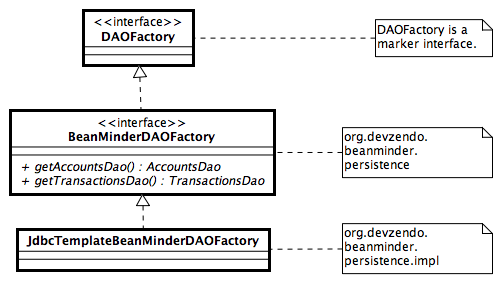 <<interface>>
DAOFactory
DAOFactory is a
marker interface.
<<interface>>
BeanMinderDAOFactory
+ getAccountsDao() : AccountsDao
+ getTransactionsDao() : TransactionsDao
org.devzendo.
beanminder.
persistence
JdbcTemplateBeanMinderDAOFactory
org.devzendo.
beanminder.
persistence.impl